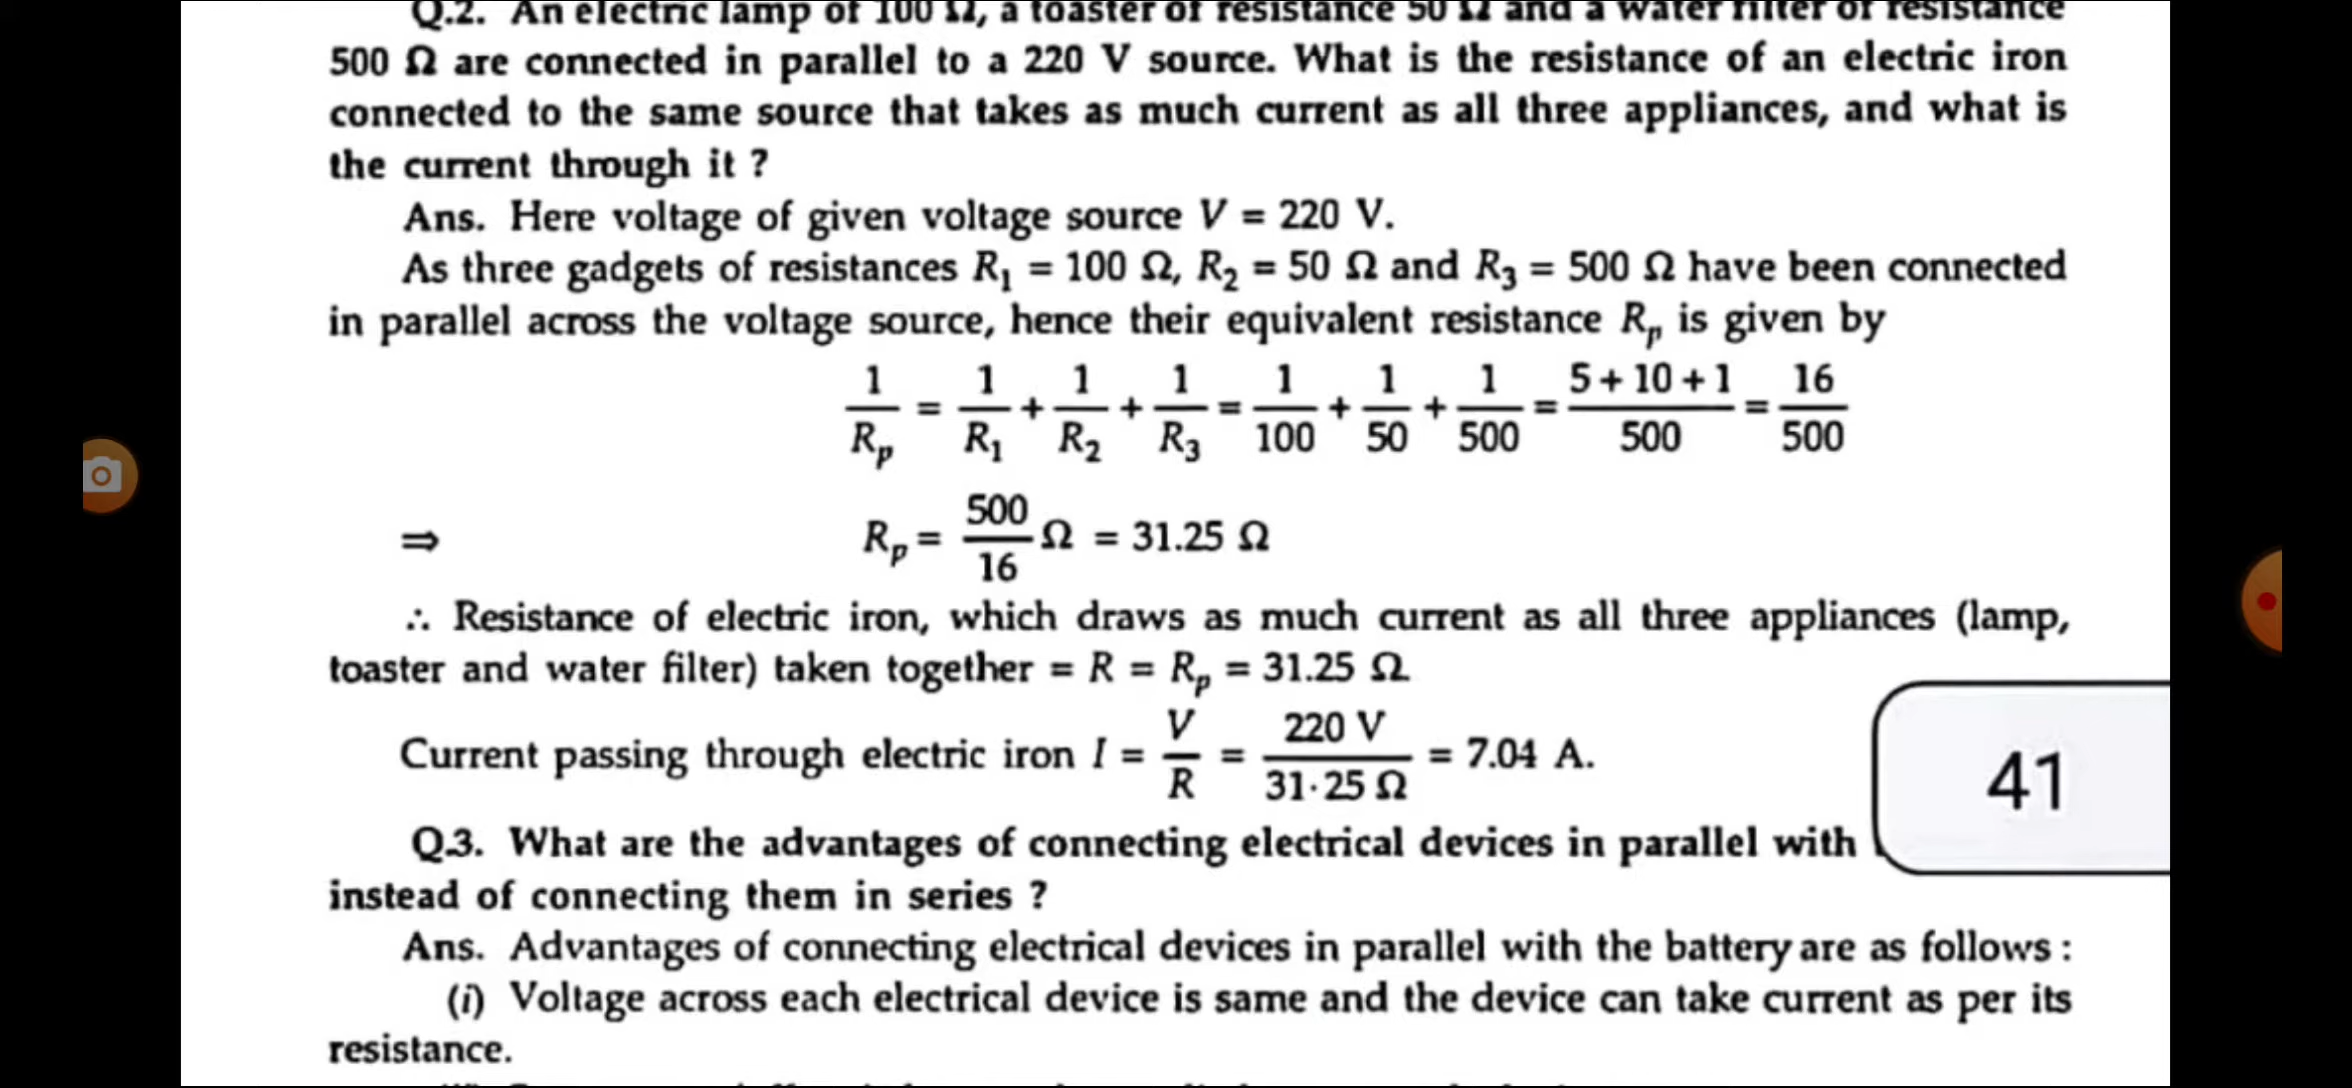 Q.2. An electric lamp of 100 Ω, a toaster of resistance 50 Ω and a water filter of resistance
500 Ω are connected in parallel to a 220 V source. What is the resistance of an electric iron
connected to the same source that takes as much current as all three appliances, and what is
the current through it ?
Ans. Here voltage of given voltage source V = 220 V.
As three gadgets of resistances R₁ = 100 Ω, R₂ = 50 Ω and R₃ = 500 Ω have been connected
in parallel across the voltage source, hence their equivalent resistance Rₚ is given by
1/Rₚ = 1/R₁ + 1/R₂ + 1/R₃ = 1/100 + 1/50 + 1/500 = (5 + 10 + 1)/500 = 16/500
⇒ Rₚ = 500/16 Ω = 31.25 Ω
∴ Resistance of electric iron, which draws as much current as all three appliances (lamp,
toaster and water filter) taken together = R = Rₚ = 31.25 Ω
Current passing through electric iron I = V/R = 220 V/31·25 Ω = 7.04 A.
41
Q.3. What are the advantages of connecting electrical devices in parallel with
instead of connecting them in series ?
Ans. Advantages of connecting electrical devices in parallel with the battery are as follows :
(i) Voltage across each electrical device is same and the device can take current as per its
resistance.